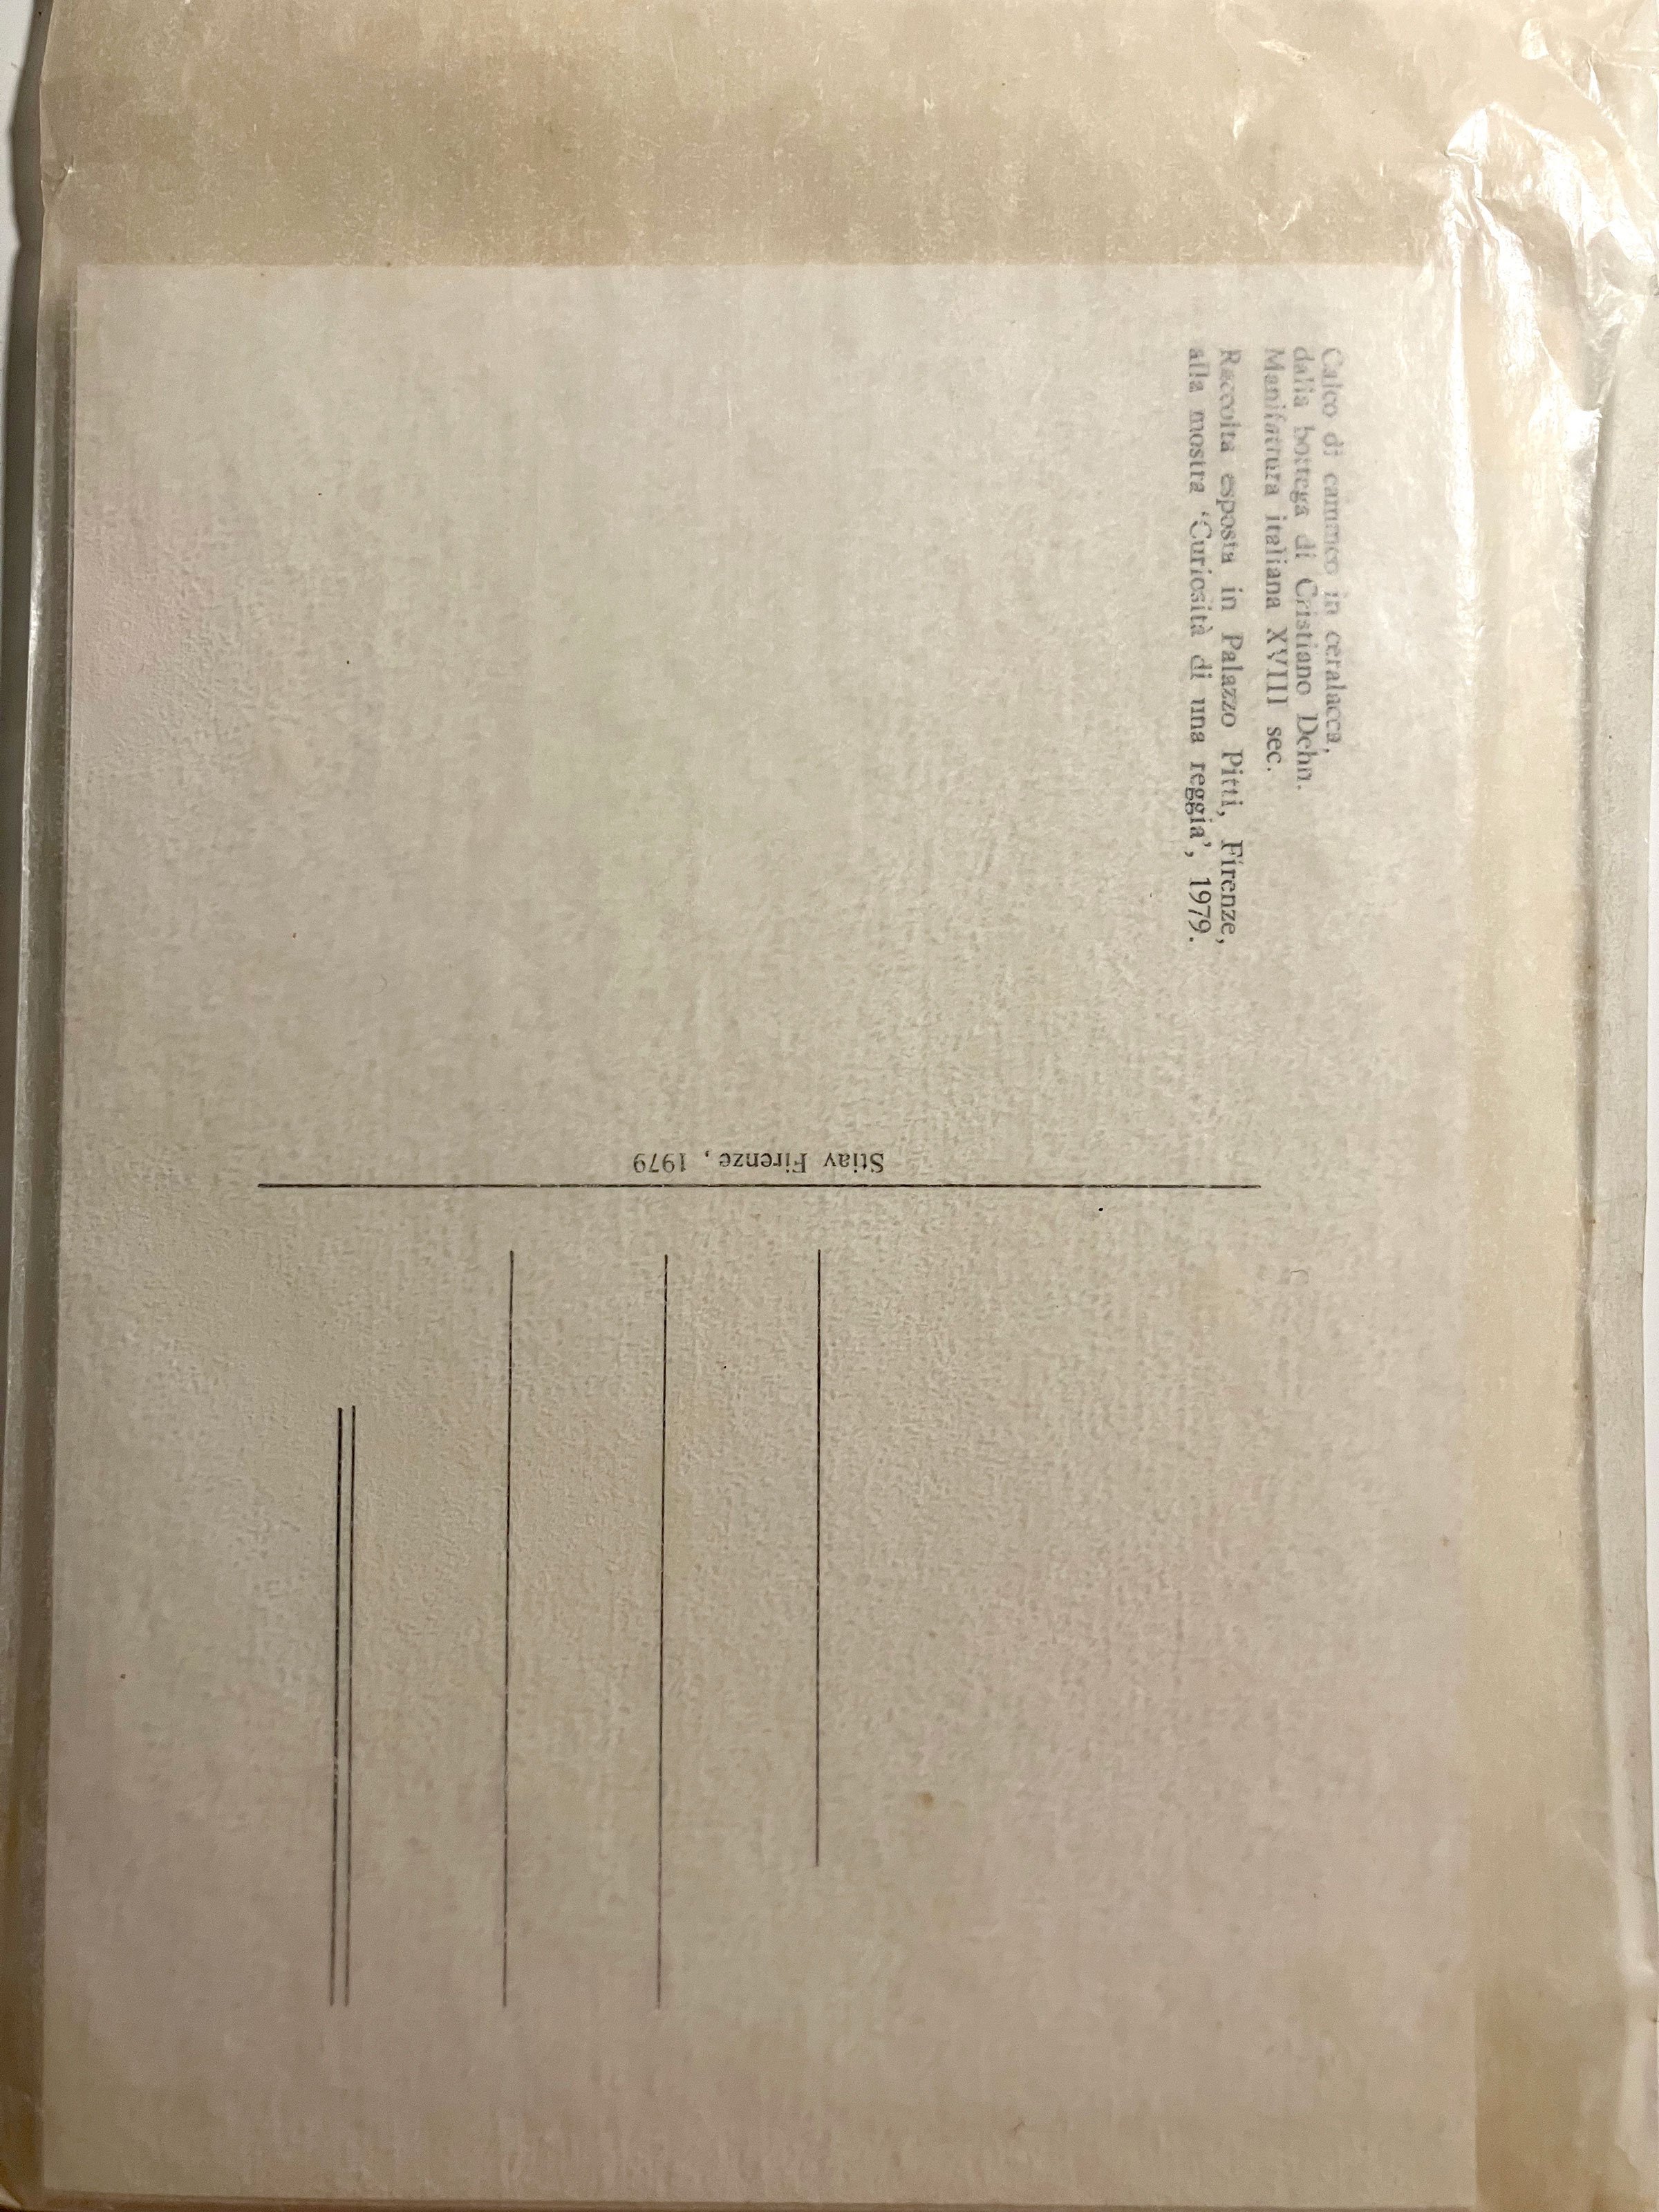 Calco di cammeo in ceralacca,
dalla bottega di Cristiano Dehn.
Manifattura italiana XVIII sec.
Raccolta esposta in Palazzo Pitti, Firenze,
alla mostra ‘Curiosità di una reggia’, 1979.
Stiav Firenze, 1979